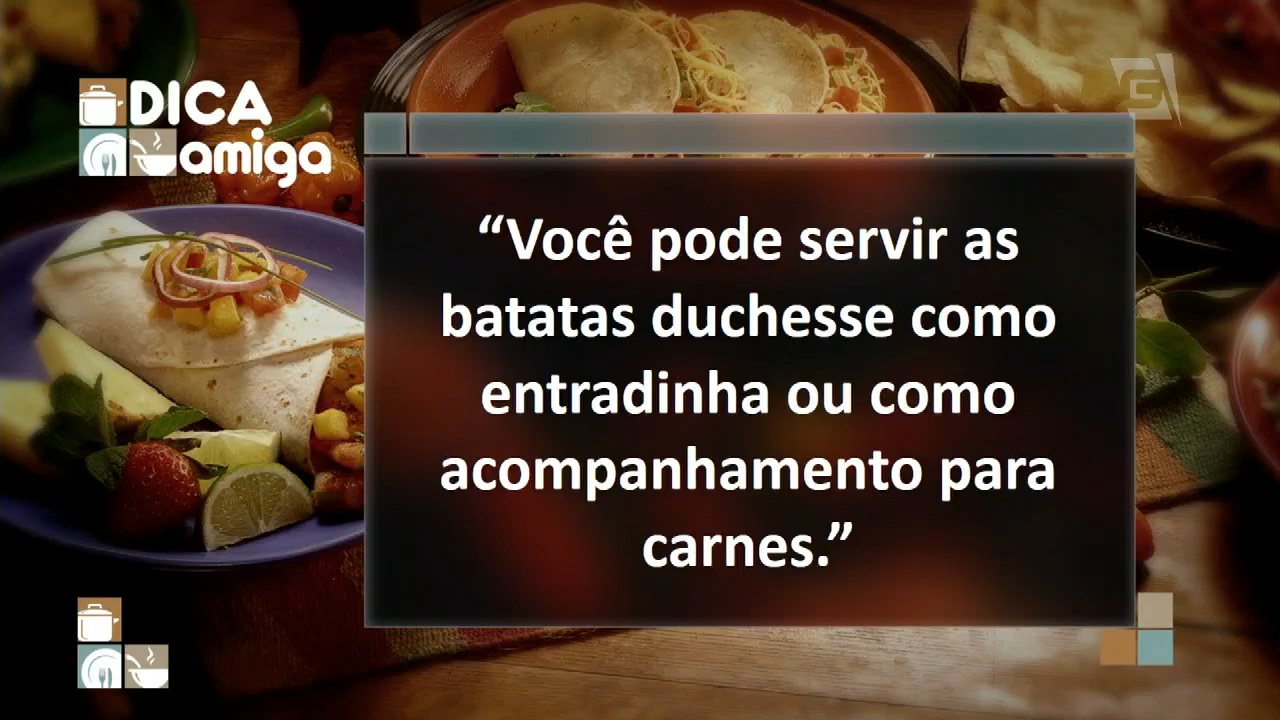 DICA
amiga
G
“Você pode servir as
batatas duchesse como
entradinha ou como
acompanhamento para
carnes.”